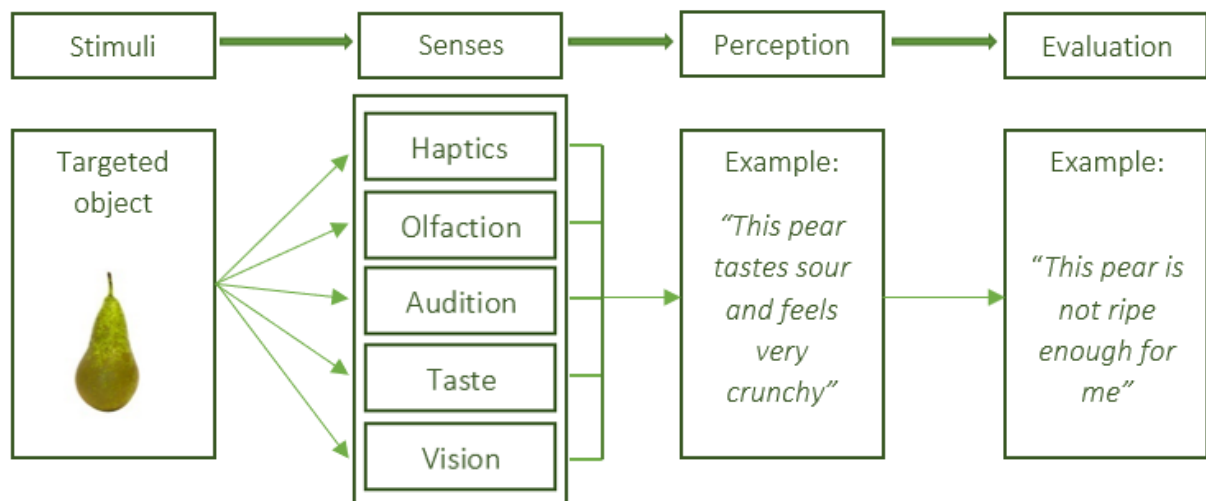 Stimuli
Senses
Perception
Evaluation
Targeted
object
Haptics
Olfaction
Audition
Taste
Vision
Example:
“This pear
tastes sour
and feels
very
crunchy”
Example:
“This pear is
not ripe
enough for
me”